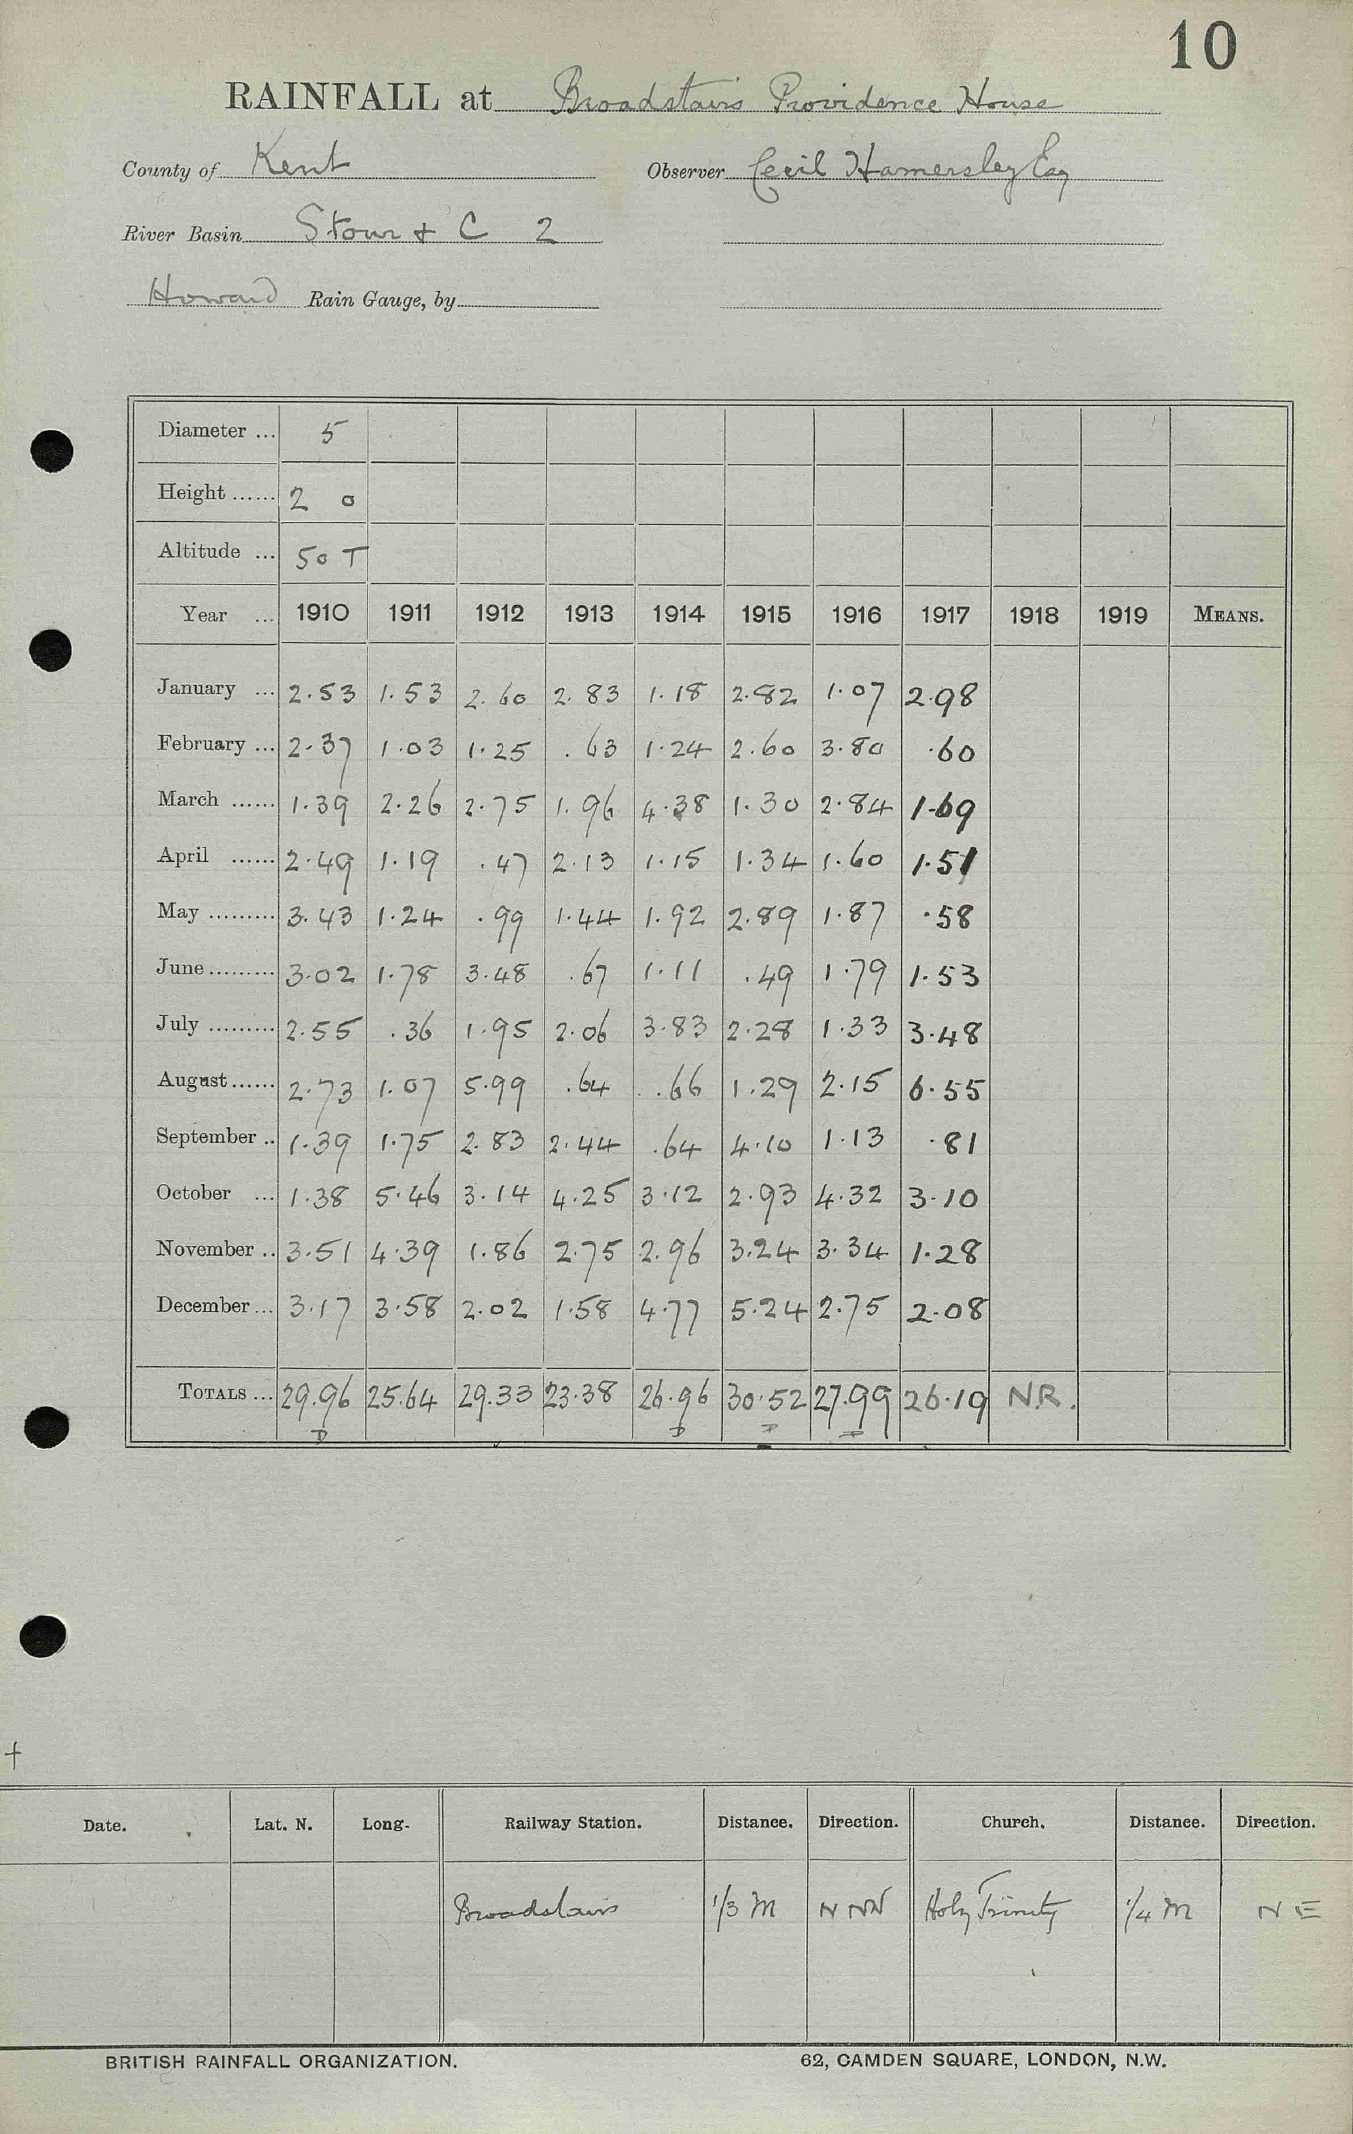 10
RAINFALL at Broadstairs Providence House
County of Kent Observer Cecil Hamersley Esq
River Basin Stour & C 2
Howard Rain Gauge, by
Diameter ... 5
Height ...... 2 0
Altitude ... 50 T
Year ... 1910 1911 1912 1913 1914 1915 1916 1917 1918 1919 MEANS.
January ... 2.53 1.53 2.60 2.83 1.18 2.82 1.07 2.98
February ... 2.37 1.03 1.25 .63 1.24 2.60 3.80 .60
March ...... 1.39 2.26 2.75 1.96 4.38 1.30 2.84 1.69
April ...... 2.49 1.19 .47 2.13 1.15 1.34 1.60 1.51
May ......... 3.43 1.24 .99 1.44 1.92 2.89 1.87 .58
June ......... 3.02 1.78 3.48 .67 1.11 .49 1.79 1.53
July ......... 2.55 .36 1.95 2.06 3.83 2.28 1.33 3.48
August ...... 2.73 1.07 5.99 .64 .66 1.29 2.15 6.55
September .. 1.39 1.75 2.83 2.44 .64 4.10 1.13 .81
October ... 1.38 5.46 3.14 4.25 3.12 2.93 4.32 3.10
November .. 3.51 4.39 1.86 2.75 2.96 3.24 3.34 1.28
December ... 3.17 3.58 2.02 1.58 4.77 5.24 2.75 2.08
TOTALS ... 29.96 25.64 29.33 23.38 26.96 30.52 27.99 26.19 N.R.
Date. Lat. N. Long. Railway Station. Distance. Direction. Church. Distance. Direction.
Broadstairs 1/3 M N NW Holy Trinity 1/4 M N E
BRITISH RAINFALL ORGANIZATION. 62, CAMDEN SQUARE, LONDON, N.W.